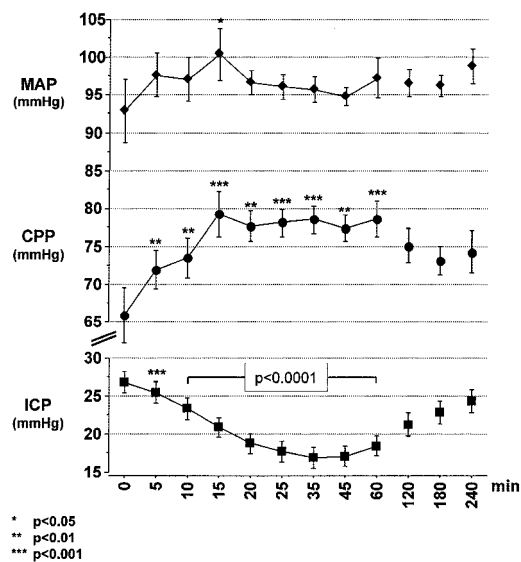 105
100
MAP
(mmHg)
95
90
*
85
80
CPP
(mmHg)
75
70
65
** ** *** ** *** *** ** ***
30
25
ICP
(mmHg)
20
15
***
p<0.0001
0 5 10 15 20 25 35 45 60 120 180 240 min
* p<0.05
** p<0.01
*** p<0.001